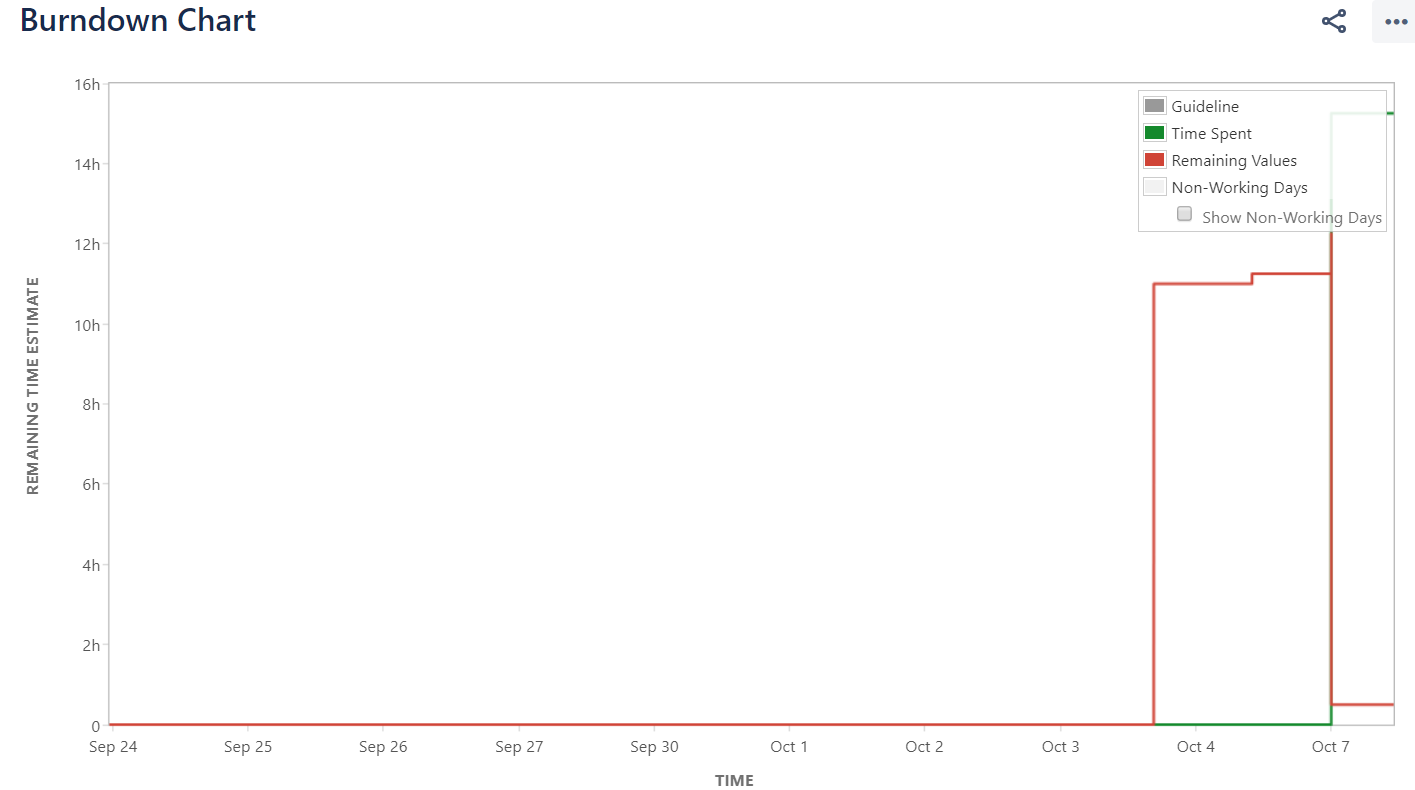 Burndown Chart
16h
14h
12h
10h
8h
6h
4h
2h
0
REMAINING TIME ESTIMATE
Guideline
Time Spent
Remaining Values
Non-Working Days
Show Non-Working Days
Sep 24 Sep 25 Sep 26 Sep 27 Sep 30 Oct 1 Oct 2 Oct 3 Oct 4 Oct 7
TIME